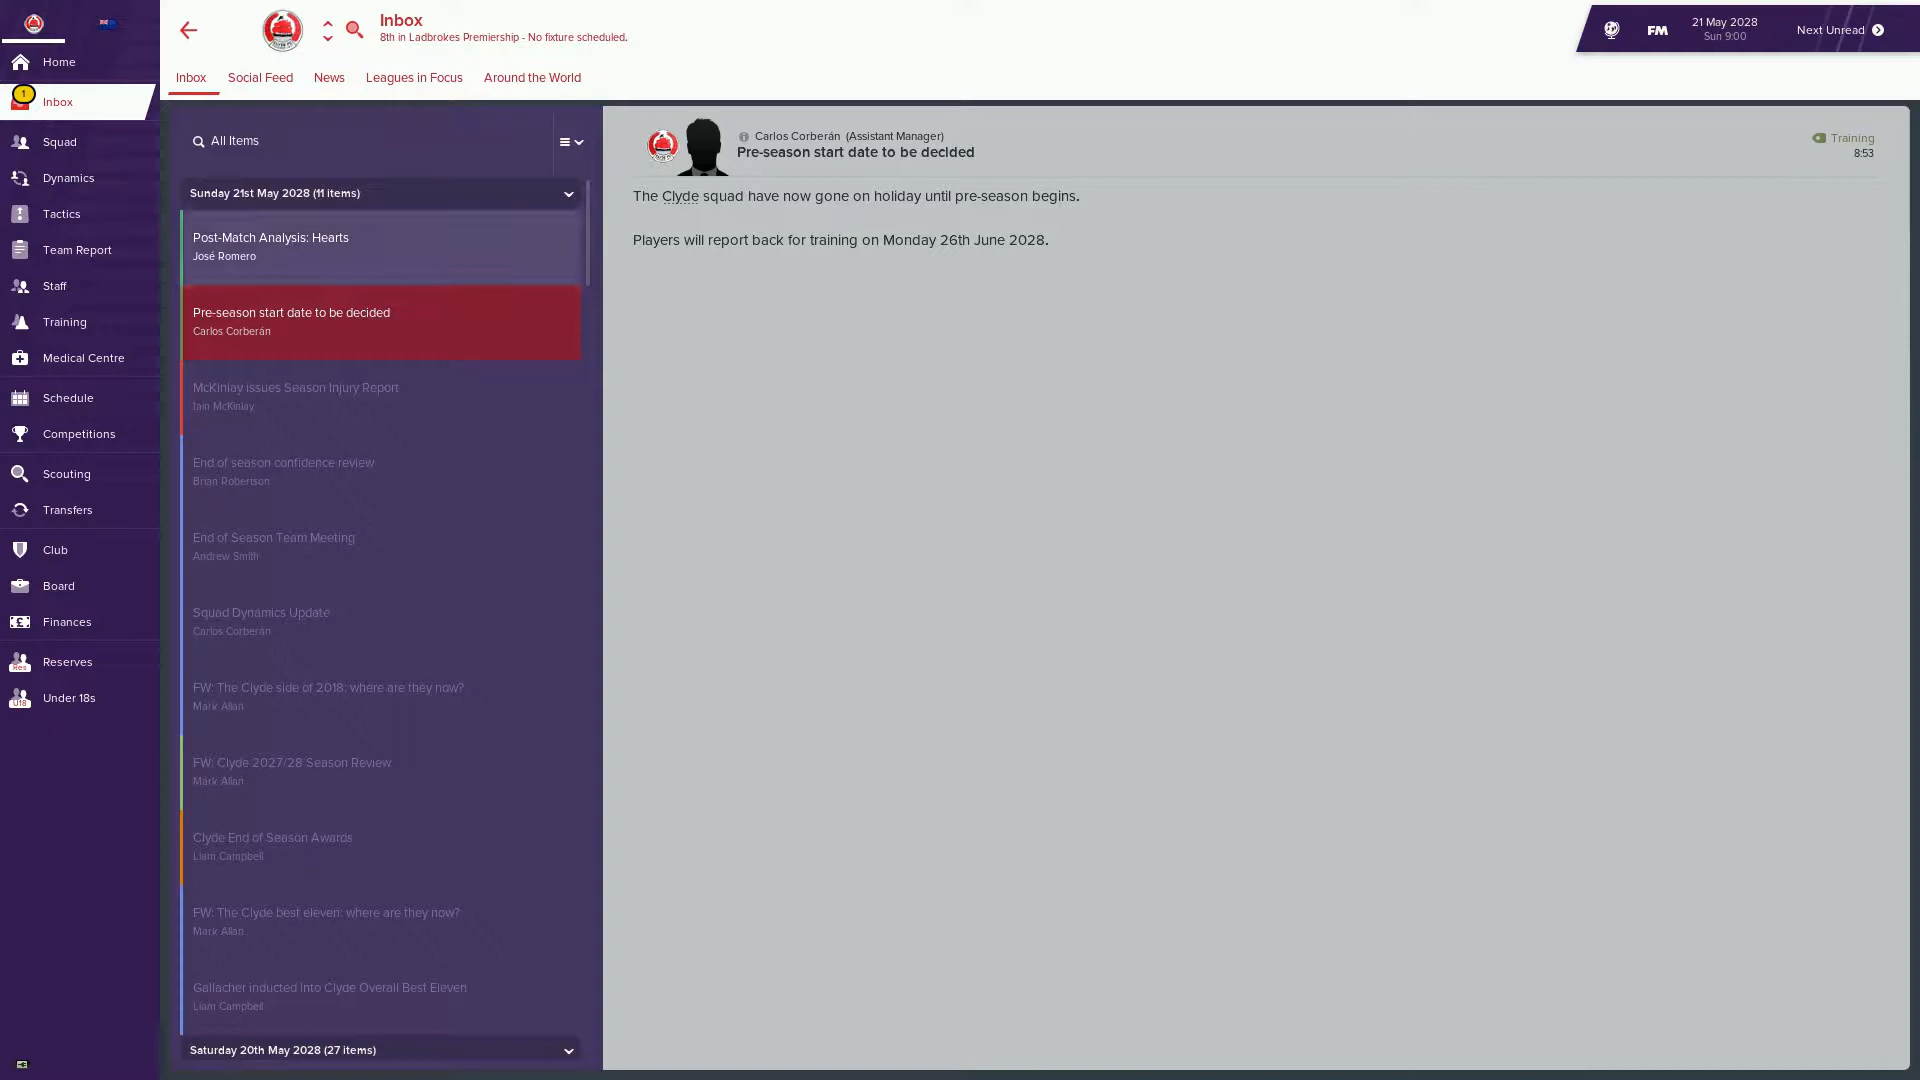 Inbox
8th in Ladbrokes Premiership - No fixture scheduled.
FM
21 May 2028
Sun 9:00
Next Unread
Inbox
Social Feed
News
Leagues in Focus
Around the World
Home
1
Inbox
Squad
Dynamics
Tactics
Team Report
Staff
Training
Medical Centre
Schedule
Competitions
Scouting
Transfers
Club
Board
Finances
Res
Reserves
U18
Under 18s
All Items
Sunday 21st May 2028 (11 items)
Post-Match Analysis: Hearts
José Romero
Pre-season start date to be decided
Carlos Corberán
McKinlay issues Season Injury Report
Iain McKinlay
End of season confidence review
Brian Robertson
End of Season Team Meeting
Andrew Smith
Squad Dynamics Update
Carlos Corberán
FW: The Clyde side of 2018: where are they now?
Mark Allan
FW: Clyde 2027/28 Season Review
Mark Allan
Clyde End of Season Awards
Liam Campbell
FW: The Clyde best eleven: where are they now?
Mark Allan
Gallacher inducted into Clyde Overall Best Eleven
Liam Campbell
Saturday 20th May 2028 (27 items)
Carlos Corberán (Assistant Manager)
Pre-season start date to be decided
Training
8:53
The Clyde squad have now gone on holiday until pre-season begins.
Players will report back for training on Monday 26th June 2028.